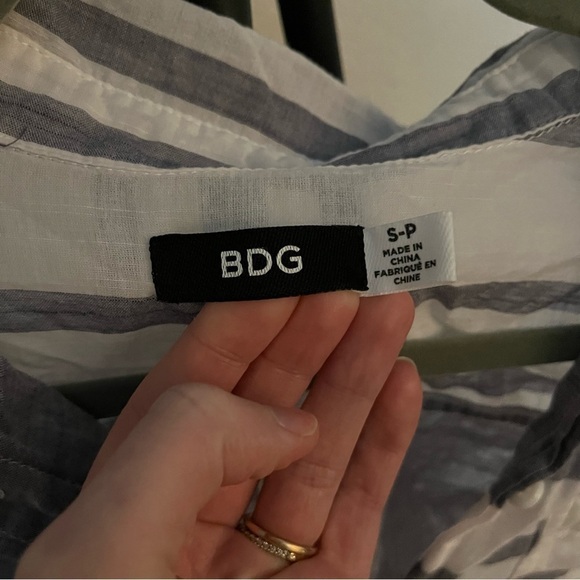 BDG
S-P
MADE IN
CHINA
FABRIQUÉ EN
CHINE